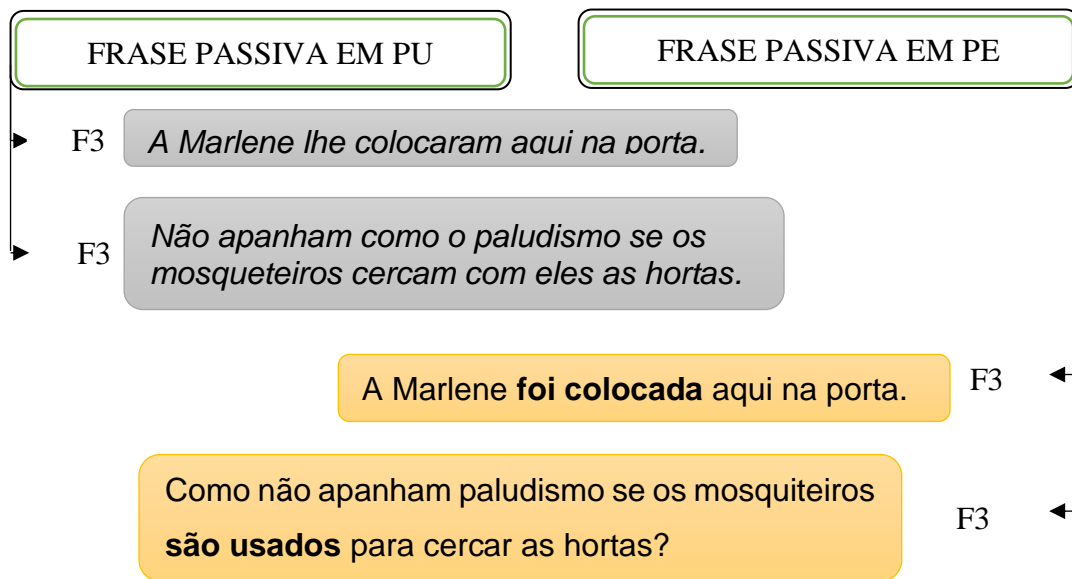 FRASE PASSIVA EM PU
FRASE PASSIVA EM PE
F3
A Marlene lhe colocaram aqui na porta.
F3
Não apanham como o paludismo se os
mosqueteiros cercam com eles as hortas.
A Marlene foi colocada aqui na porta.
F3
Como não apanham paludismo se os mosquiteiros
são usados para cercar as hortas?
F3